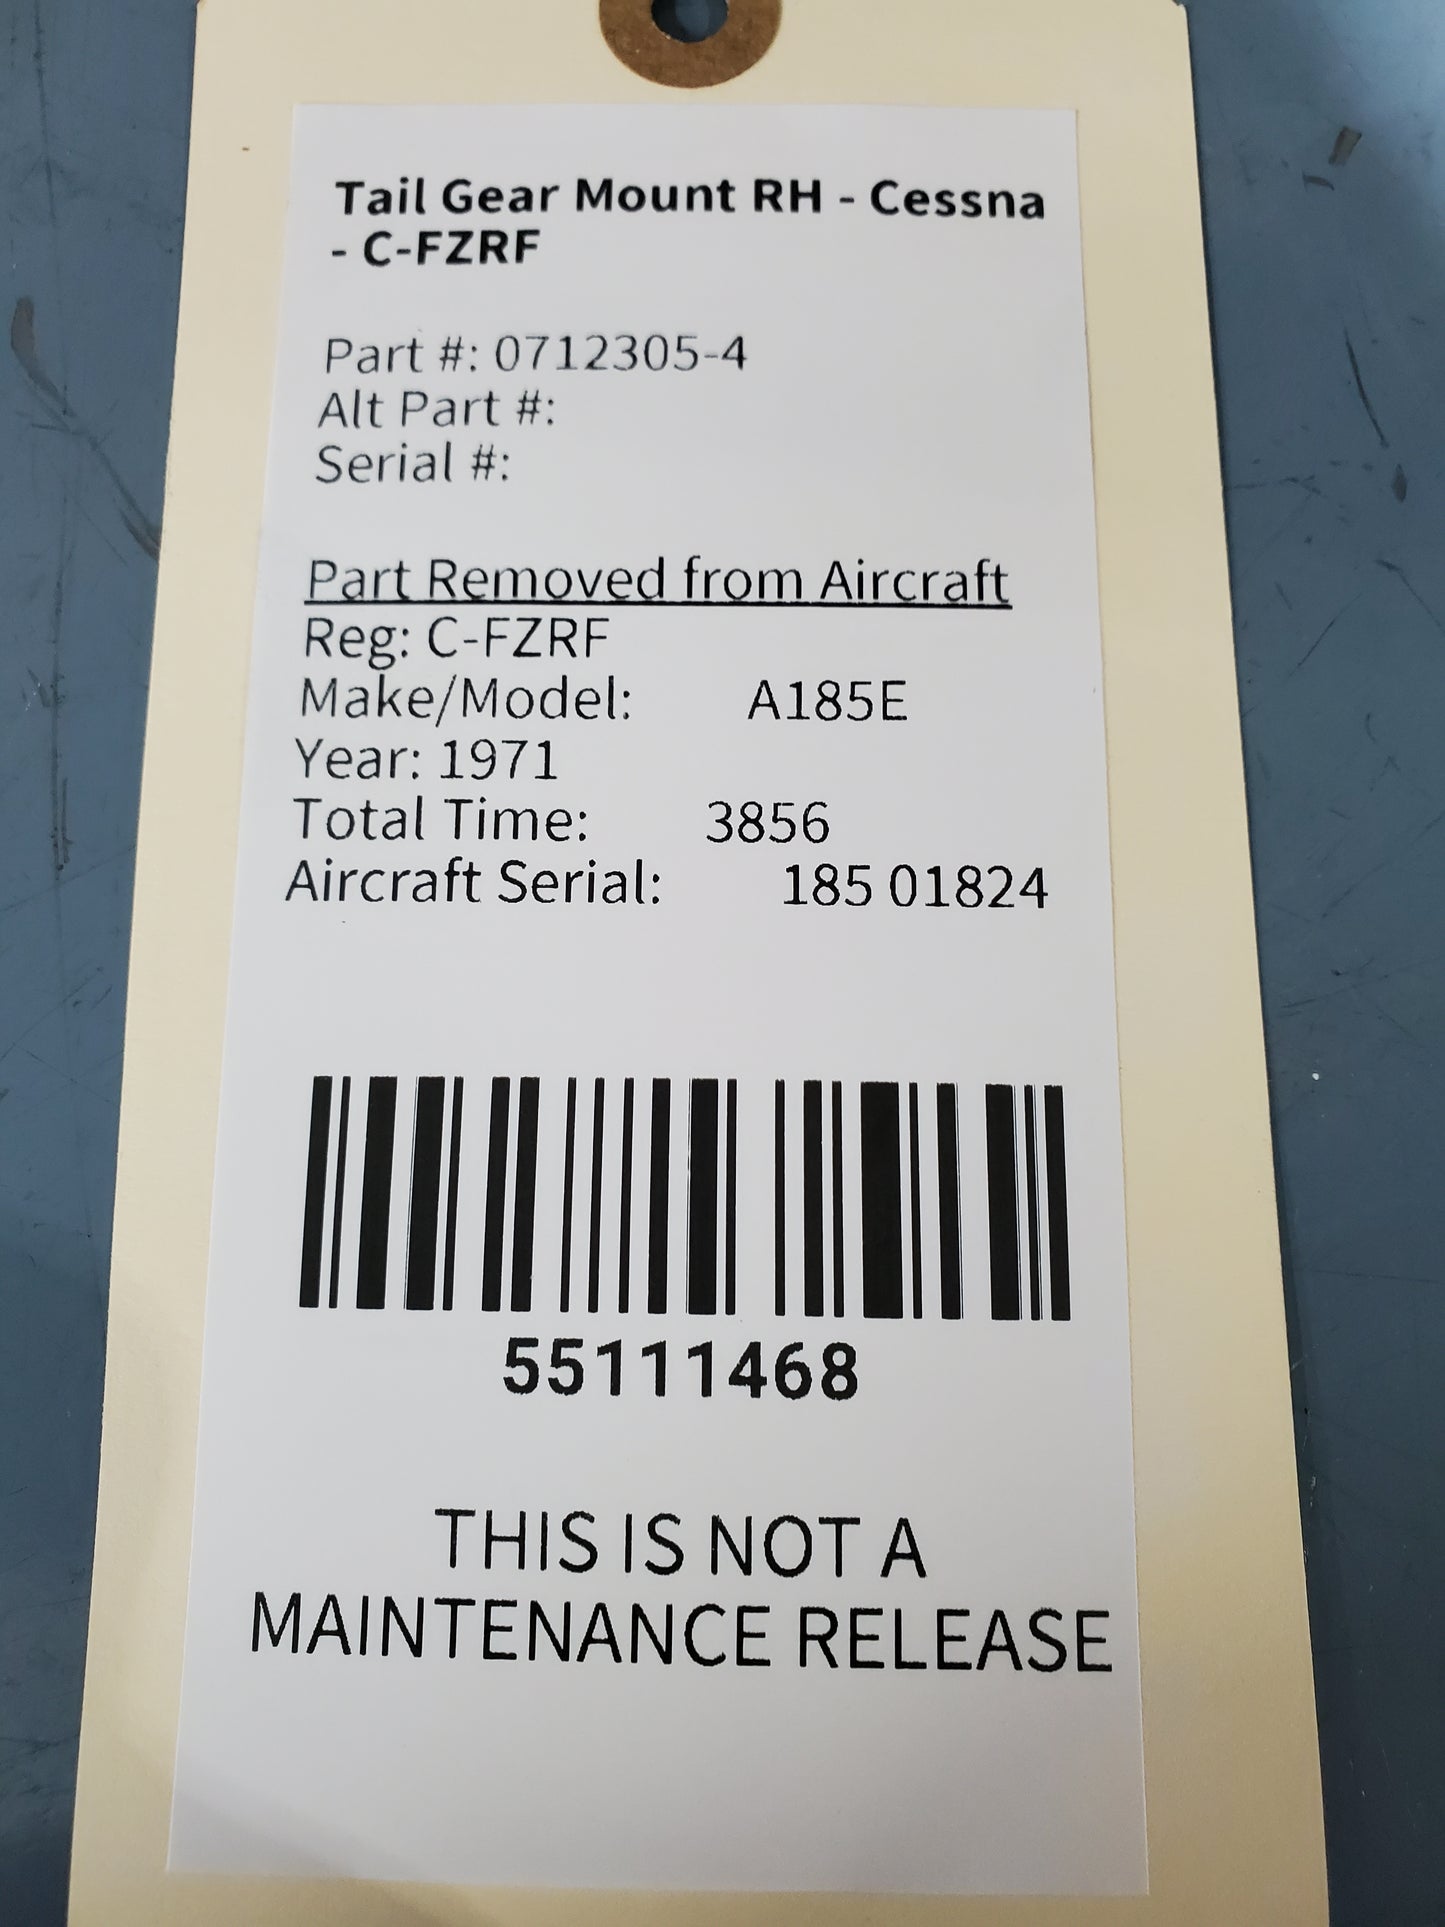 Tail Gear Mount RH - Cessna
- C-FZRF
Part #: 0712305-4
Alt Part #:
Serial #:
Part Removed from Aircraft
Reg: C-FZRF
Make/Model: A185E
Year: 1971
Total Time: 3856
Aircraft Serial: 185 01824
55111468
THIS IS NOT A
MAINTENANCE RELEASE